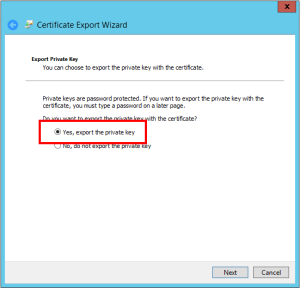 Certificate Export Wizard
Export Private Key
You can choose to export the private key with the certificate.
Private keys are password protected. If you want to export the private key with the
certificate, you must type a password on a later page.
Do you want to export the private key with the certificate?
Yes, export the private key
No, do not export the private key
Next Cancel